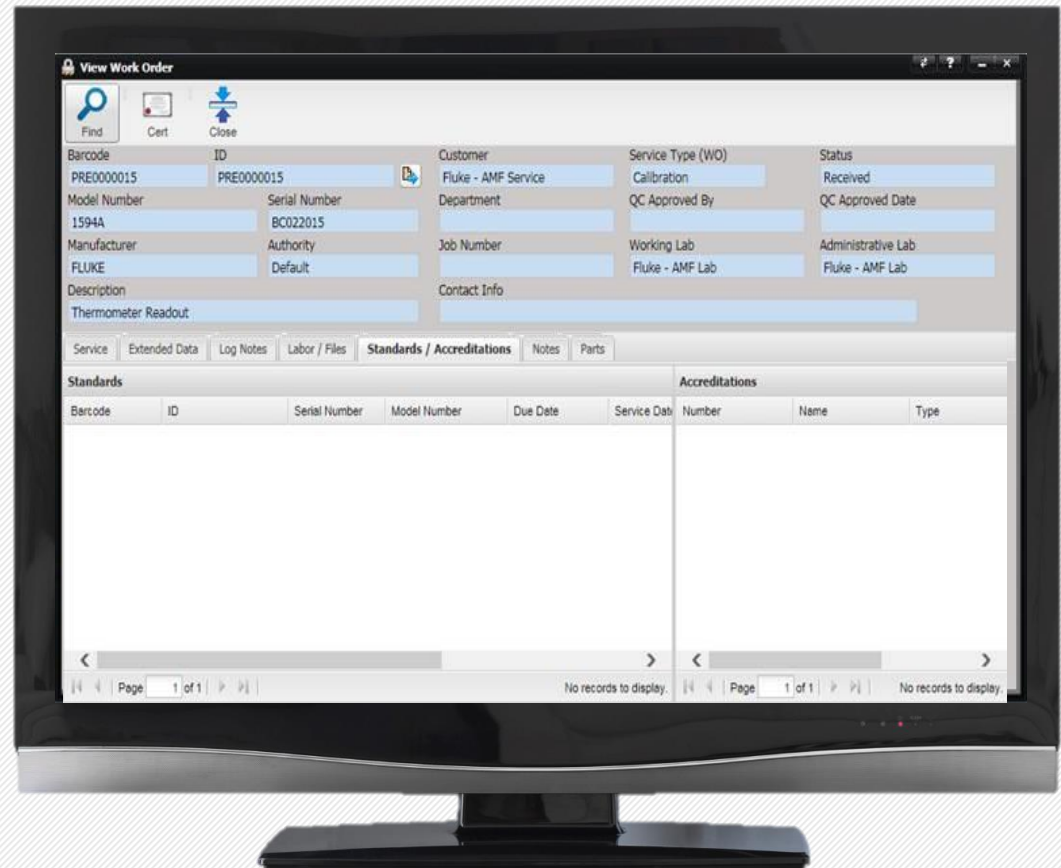 View Work Order ?
Find Cert Close
Barcode ID Customer Service Type (WO) Status
PRE0000015 PRE0000015 Fluke - AMF Service Calibration Received
Model Number Serial Number Department QC Approved By QC Approved Date
1594A BC022015
Manufacturer Authority Job Number Working Lab Administrative Lab
FLUKE Default Fluke - AMF Lab Fluke - AMF Lab
Description Contact Info
Thermometer Readout
Service Extended Data Log Notes Labor / Files Standards / Accreditations Notes Parts
Standards Accreditations
Barcode ID Serial Number Model Number Due Date Service Dat Number Name Type
Page 1 of 1 No records to display. Page 1 of 1 No records to display.